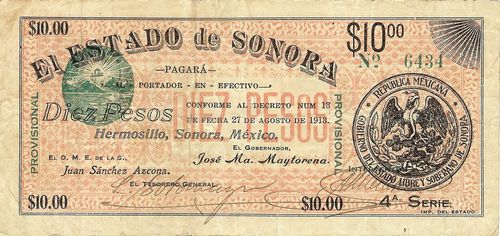 $10.00
El ESTADO de SONORA
$10.00
Nº 6434
PAGARÁ
AL - PORTADOR - EN - EFECTIVO
Diez Pesos
CONFORME AL DECRETO NUM 13
DE FECHA 27 DE AGOSTO DE 1913.
Hermosillo, Sonora, México.
PROVISIONAL
PROVISIONAL
REPUBLICA MEXICANA
GOBIERNO DEL ESTADO LIBRE Y SOBERANO DE SONORA
EL GOBERNADOR,
José Ma. Maytorena.
El O. M. E. de la S.,
Juan Sánchez Azcona.
EL TESORERO GENERAL
$10.00
$10.00
4ª SERIE.
IMP. DEL ESTADO